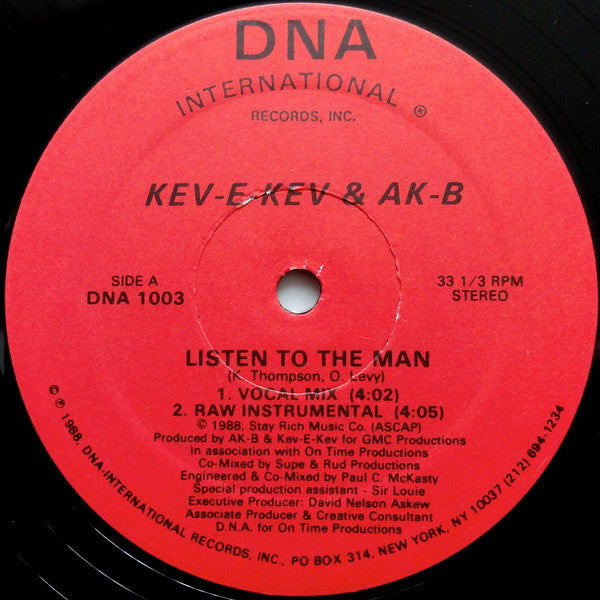 DNA
INTERNATIONAL ®
RECORDS, INC.
KEV-E-KEV & AK-B
SIDE A
DNA 1003
33 1/3 RPM
STEREO
LISTEN TO THE MAN
(K. Thompson, O. Levy)
1. VOCAL MIX (4:02)
2. RAW INSTRUMENTAL (4:05)
© 1988, Stay Rich Music Co. (ASCAP)
Produced by AK-B & Kev-E-Kev for GMC Productions
In association with On Time Productions
Co-Mixed by Supe & Rud Productions
Engineered & Co-Mixed by Paul C. McKasty
Special production assistant - Sir Louie
Executive Producer: David Nelson Askew
Associate Producer & Creative Consultant
D.N.A. for On Time Productions
© ℗ 1988, DNA-INTERNATIONAL RECORDS, INC., PO BOX 314, NEW YORK, NY 10037 (212) 694-1234